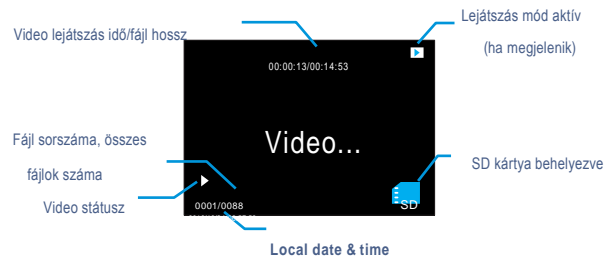 Video lejátszás idő/fájl hossz
Lejátszás mód aktív
(ha megjelenik)
00:00:13/00:14:53
Video...
Fájl sorszáma, összes
fájlok száma
Video státusz
SD kártya behelyezve
SD
0001/0088
Local date & time